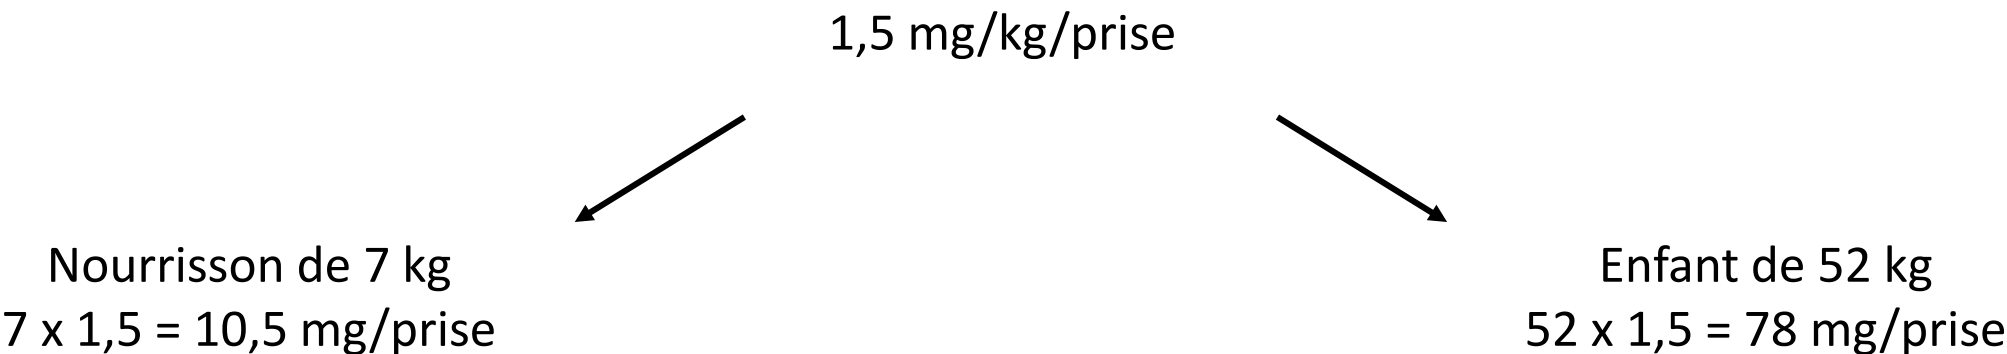 1,5 mg/kg/prise
Nourrisson de 7 kg
7 x 1,5 = 10,5 mg/prise
Enfant de 52 kg
52 x 1,5 = 78 mg/prise